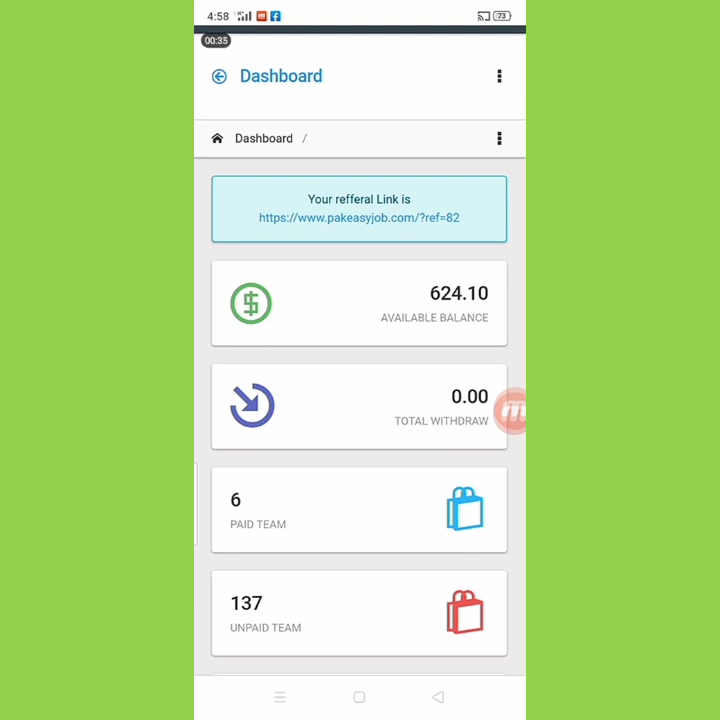 4:58
73
00:35
Dashboard
Dashboard /
Your refferal Link is
https://www.pakeasyjob.com/?ref=82
624.10
AVAILABLE BALANCE
0.00
TOTAL WITHDRAW
6
PAID TEAM
137
UNPAID TEAM